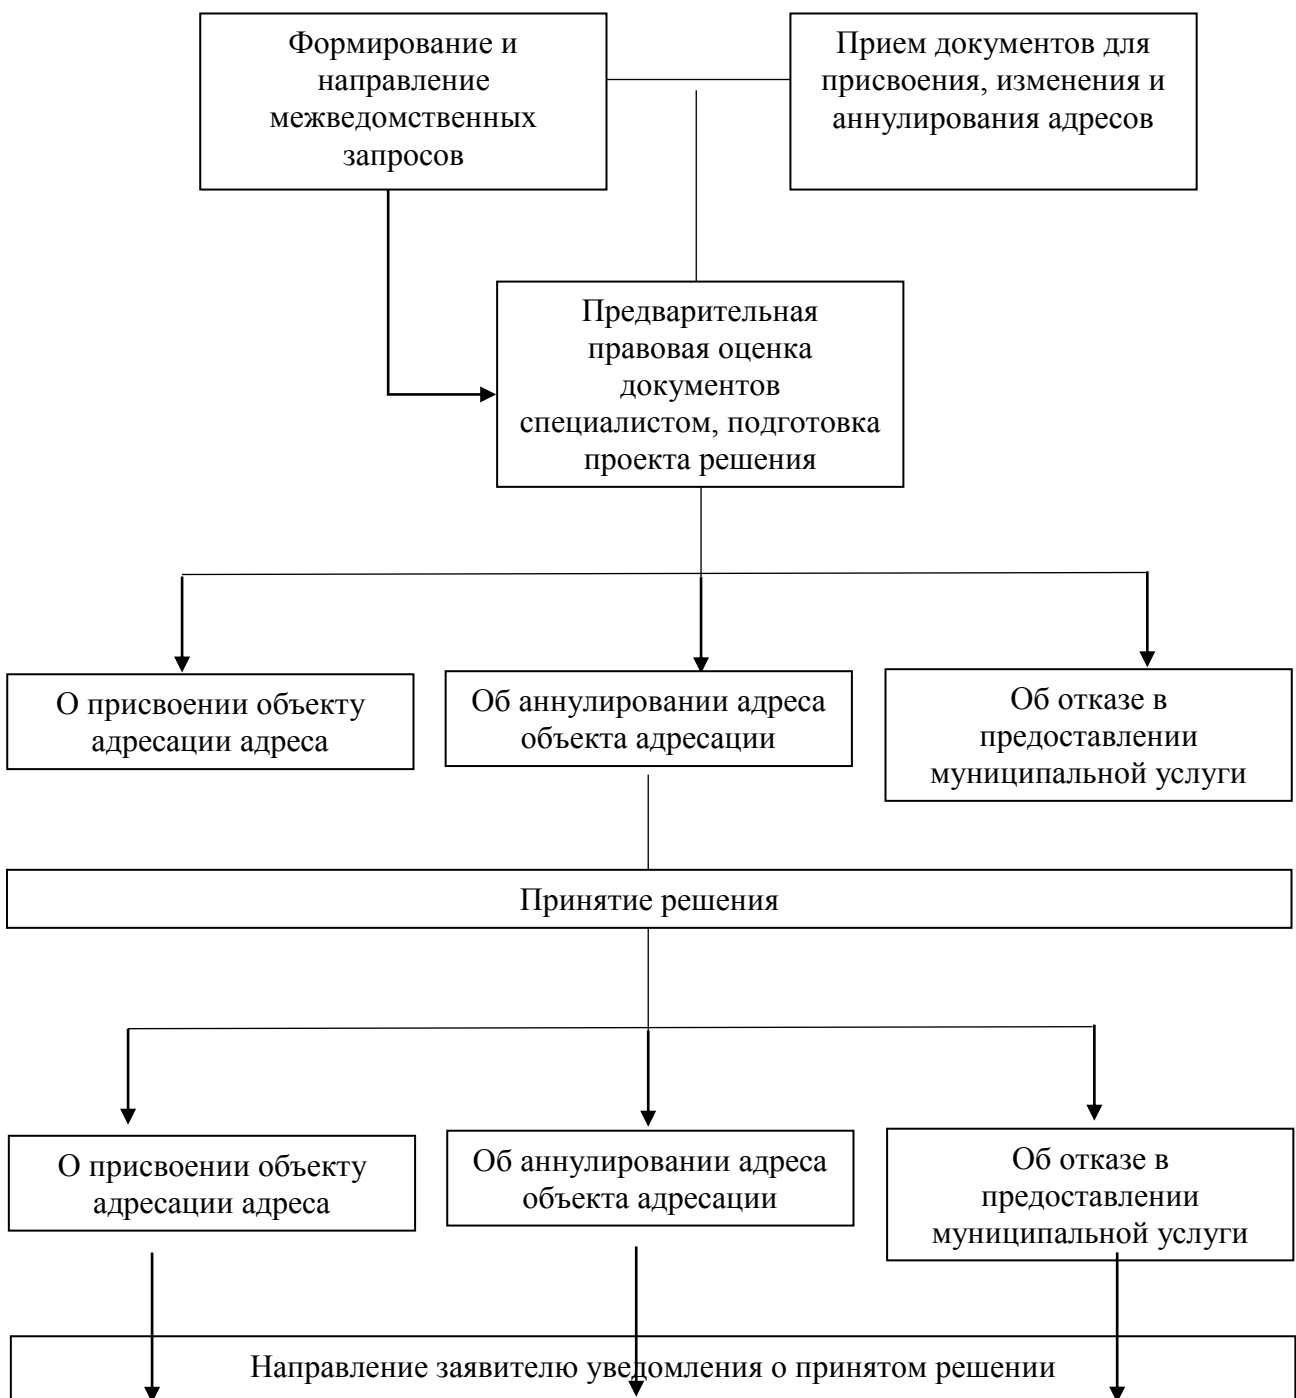 Формирование и
направление
межведомственных
запросов
Прием документов для
присвоения, изменения и
аннулирования адресов
Предварительная
правовая оценка
документов
специалистом, подготовка
проекта решения
О присвоении объекту
адресации адреса
Об аннулировании адреса
объекта адресации
Об отказе в
предоставлении
муниципальной услуги
Принятие решения
О присвоении объекту
адресации адреса
Об аннулировании адреса
объекта адресации
Об отказе в
предоставлении
муниципальной услуги
Направление заявителю уведомления о принятом решении